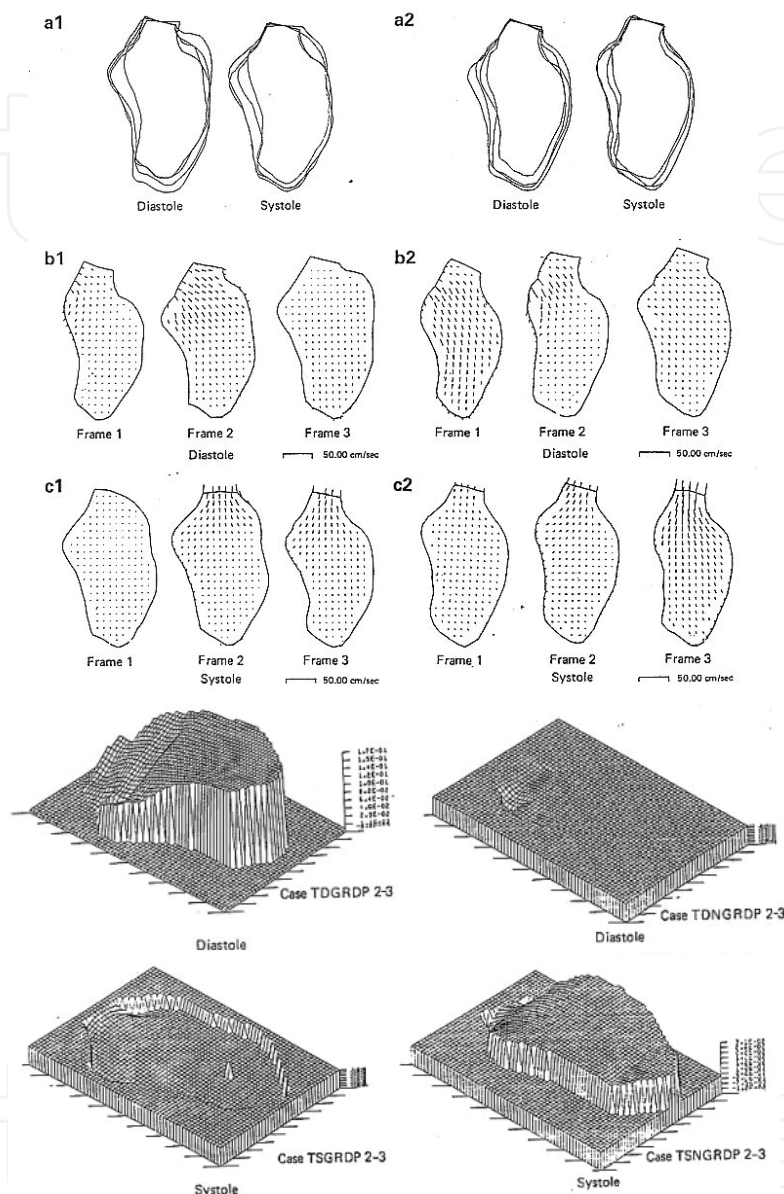 a1
a2
Diastole
Systole
Diastole
Systole
b1
b2
Frame 1
Frame 2
Frame 3
Frame 1
Frame 2
Frame 3
Diastole
50.00 cm/sec
Diastole
50.00 cm/sec
c1
c2
Frame 1
Frame 2
Frame 3
Frame 1
Frame 2
Frame 3
Systole
50.00 cm/sec
Systole
50.00 cm/sec
Case TDGRDP 2-3
Case TDNGRDP 2-3
Diastole
Diastole
Case TSGRDP 2-3
Case TSNGRDP 2-3
Systole
Systole